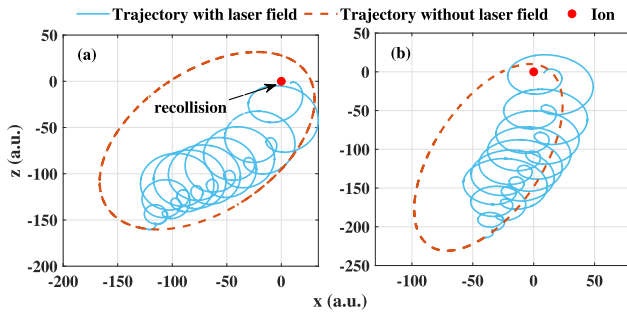 Trajectory with laser field Trajectory without laser field Ion
(a) (b)
recollision
50
0
-50
-100
-150
-200
-200 -150 -100 -50 0
z (a.u.)
50
0
-50
-100
-150
-200
-250
-100 -50 0 50
z (a.u.)
x (a.u.)